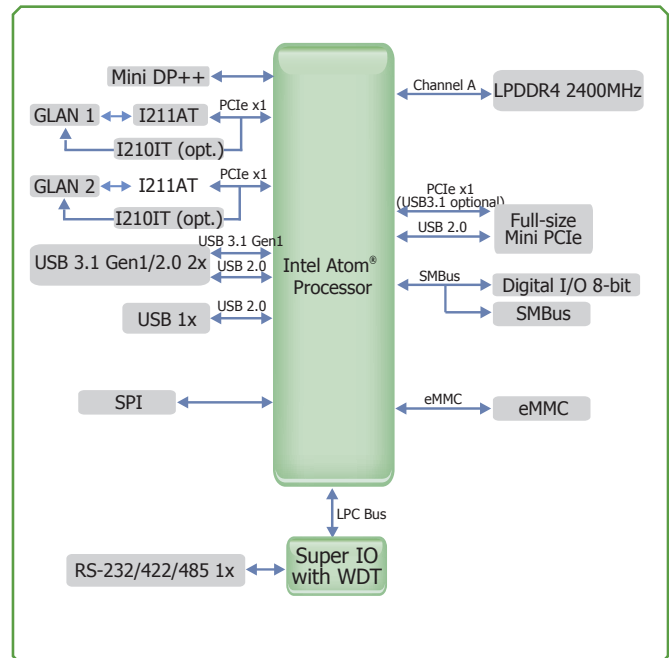 Mini DP++
GLAN 1
I211AT
PCIe x1
I210IT (opt.)
GLAN 2
I211AT
PCIe x1
I210IT (opt.)
USB 3.1 Gen1/2.0 2x
USB 3.1 Gen1
USB 2.0
USB 1x
USB 2.0
SPI
Intel Atom®
Processor
Channel A
LPDDR4 2400MHz
PCIe x1
(USB3.1 optional)
USB 2.0
Full-size
Mini PCIe
SMBus
Digital I/O 8-bit
SMBus
eMMC
eMMC
LPC Bus
Super IO
with WDT
RS-232/422/485 1x